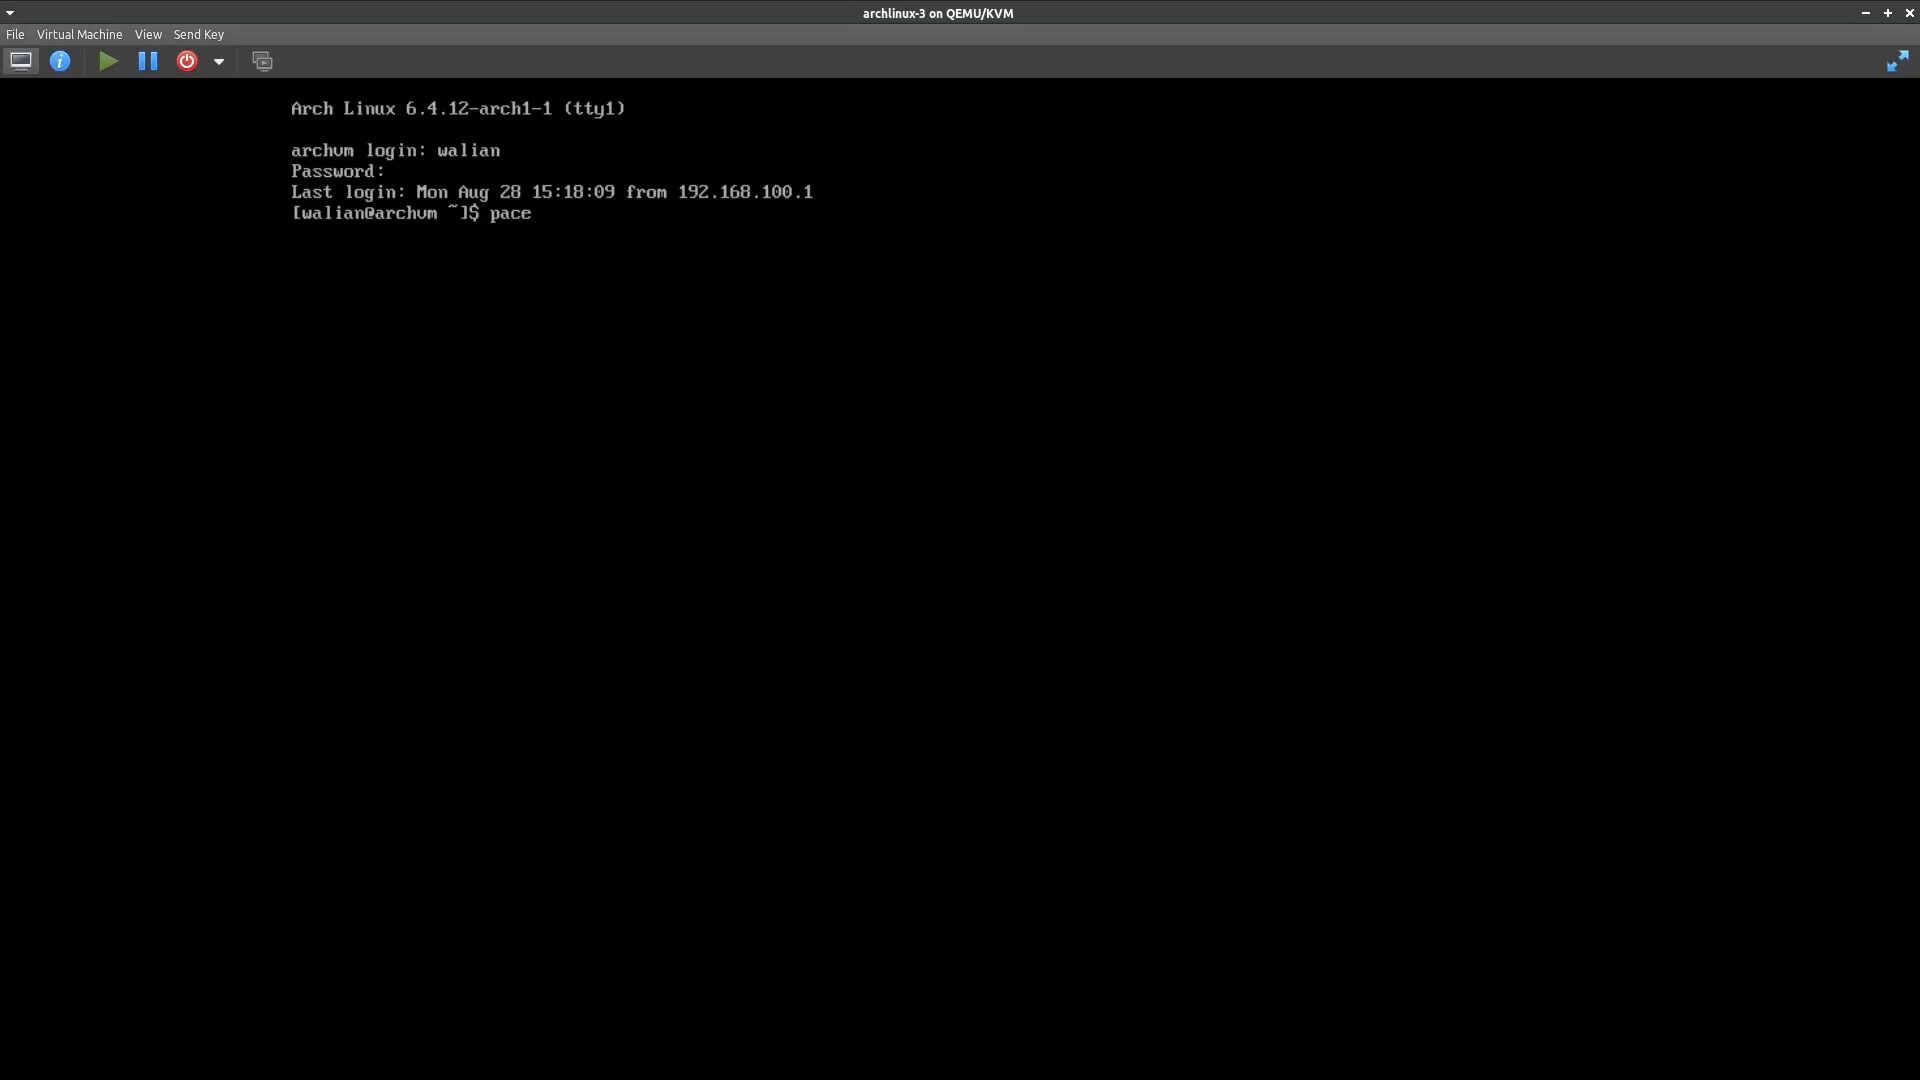 archlinux-3 on QEMU/KVM
File Virtual Machine View Send Key
Arch Linux 6.4.12-arch1-1 (tty1)
archvm login: walian
Password:
Last login: Mon Aug 28 15:18:09 from 192.168.100.1
[walian@archvm ~]$ pace